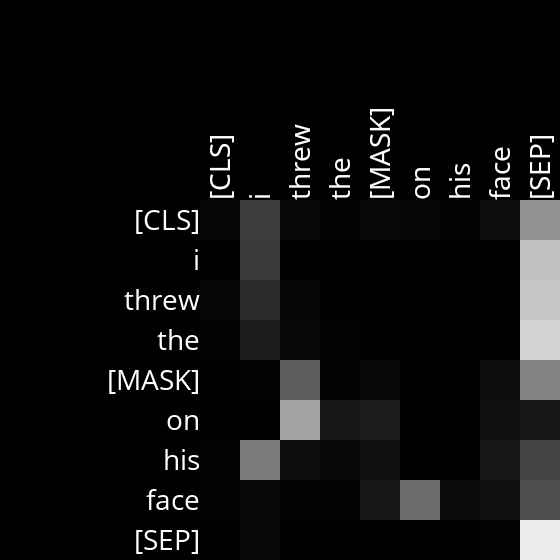 [CLS] i threw the [MASK] on his face [SEP]
[CLS]
i
threw
the
[MASK]
on
his
face
[SEP]